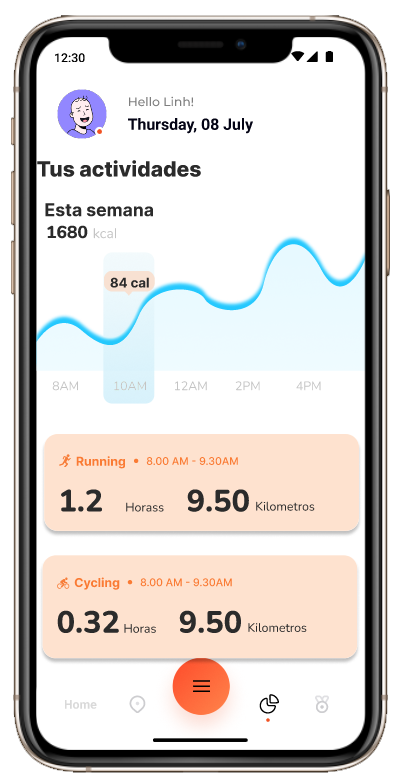 12:30
Hello Linh!
Thursday, 08 July
Tus actividades
Esta semana
1680 kcal
84 cal
8AM 10AM 12AM 2PM 4PM
Running • 8.00 AM - 9.30AM
1.2 Horass 9.50 Kilometros
Cycling • 8.00 AM - 9.30AM
0.32 Horas 9.50 Kilometros
Home